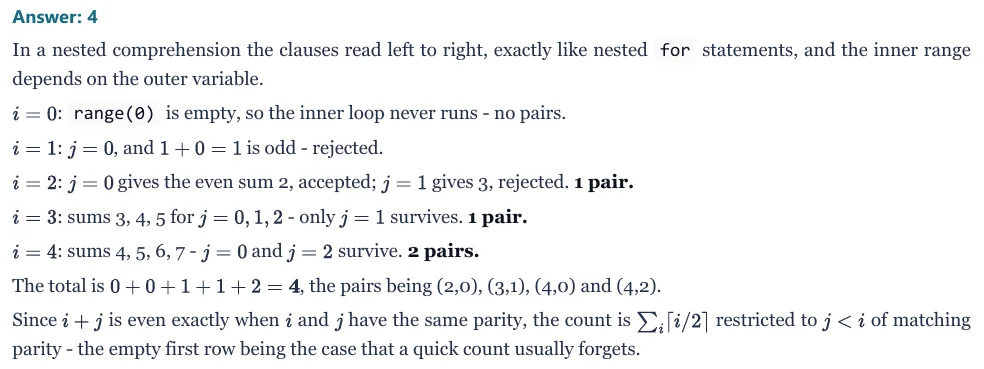 Answer: 4
In a nested comprehension the clauses read left to right, exactly like nested for statements, and the inner range
depends on the outer variable.
i = 0: range(0) is empty, so the inner loop never runs - no pairs.
i = 1: j = 0, and 1 + 0 = 1 is odd - rejected.
i = 2: j = 0 gives the even sum 2, accepted; j = 1 gives 3, rejected. 1 pair.
i = 3: sums 3, 4, 5 for j = 0, 1, 2 - only j = 1 survives. 1 pair.
i = 4: sums 4, 5, 6, 7 - j = 0 and j = 2 survive. 2 pairs.
The total is 0 + 0 + 1 + 1 + 2 = 4, the pairs being (2,0), (3,1), (4,0) and (4,2).
Since i + j is even exactly when i and j have the same parity, the count is ∑ᵢ⌈i/2⌉ restricted to j < i of matching
parity - the empty first row being the case that a quick count usually forgets.